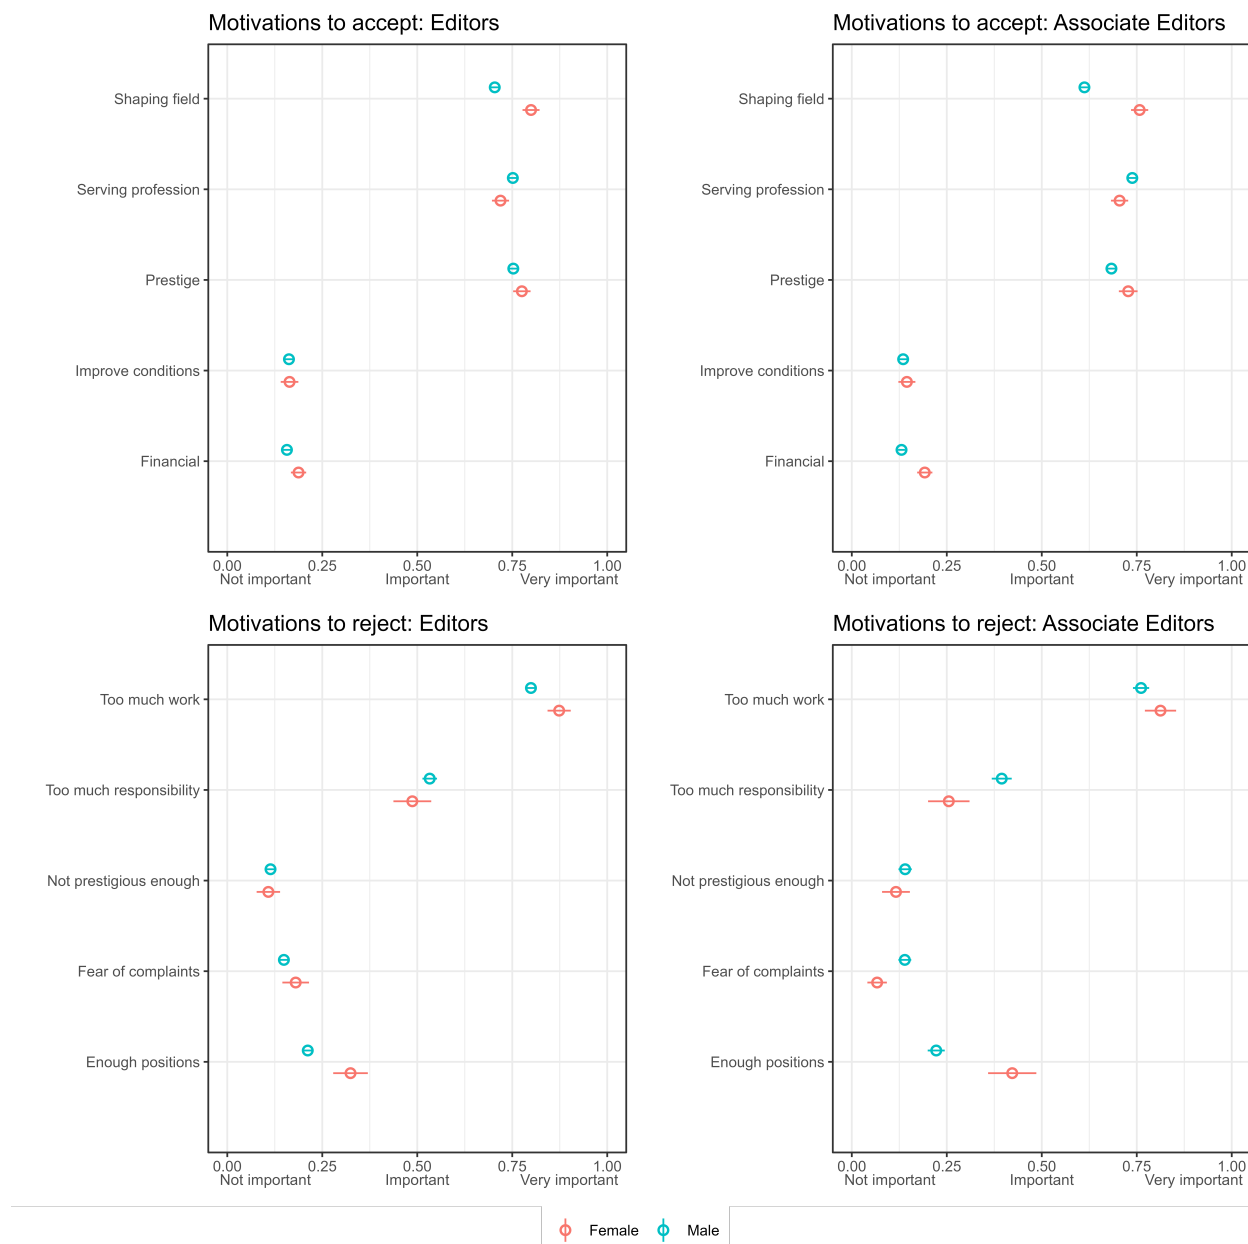 Motivations to accept: Editors
Shaping field
Serving profession
Prestige
Improve conditions
Financial
0.00 0.25 0.50 0.75 1.00
Not important Important Very important
Motivations to accept: Associate Editors
Shaping field
Serving profession
Prestige
Improve conditions
Financial
0.00 0.25 0.50 0.75 1.00
Not important Important Very important
Motivations to reject: Editors
Too much work
Too much responsibility
Not prestigious enough
Fear of complaints
Enough positions
0.00 0.25 0.50 0.75 1.00
Not important Important Very important
Motivations to reject: Associate Editors
Too much work
Too much responsibility
Not prestigious enough
Fear of complaints
Enough positions
0.00 0.25 0.50 0.75 1.00
Not important Important Very important
Female Male